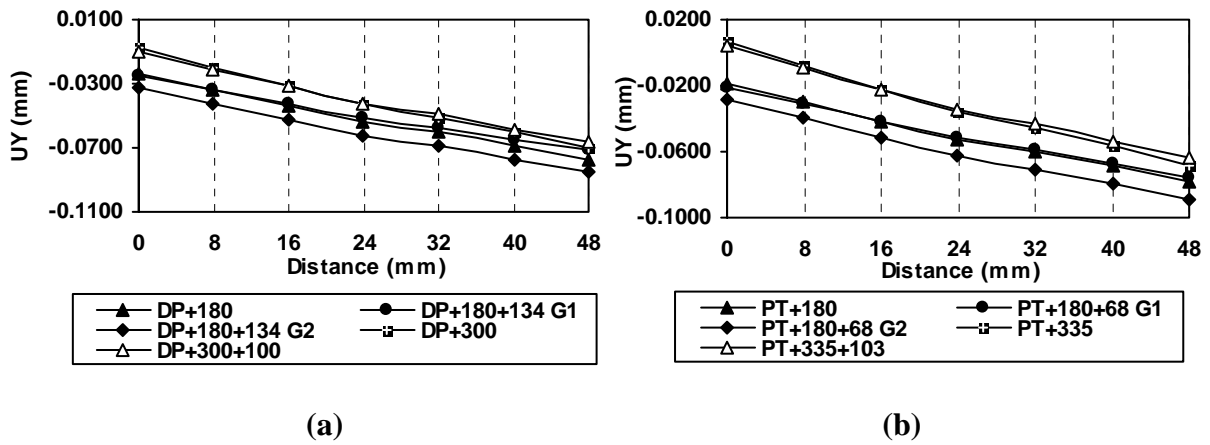 0.0100
-0.0300
-0.0700
-0.1100
UY (mm)
0 8 16 24 32 40 48
Distance (mm)
DP+180 DP+180+134 G1
DP+180+134 G2 DP+300
DP+300+100
(a)
0.0200
-0.0200
-0.0600
-0.1000
UY (mm)
0 8 16 24 32 40 48
Distance (mm)
PT+180 PT+180+68 G1
PT+180+68 G2 PT+335
PT+335+103
(b)